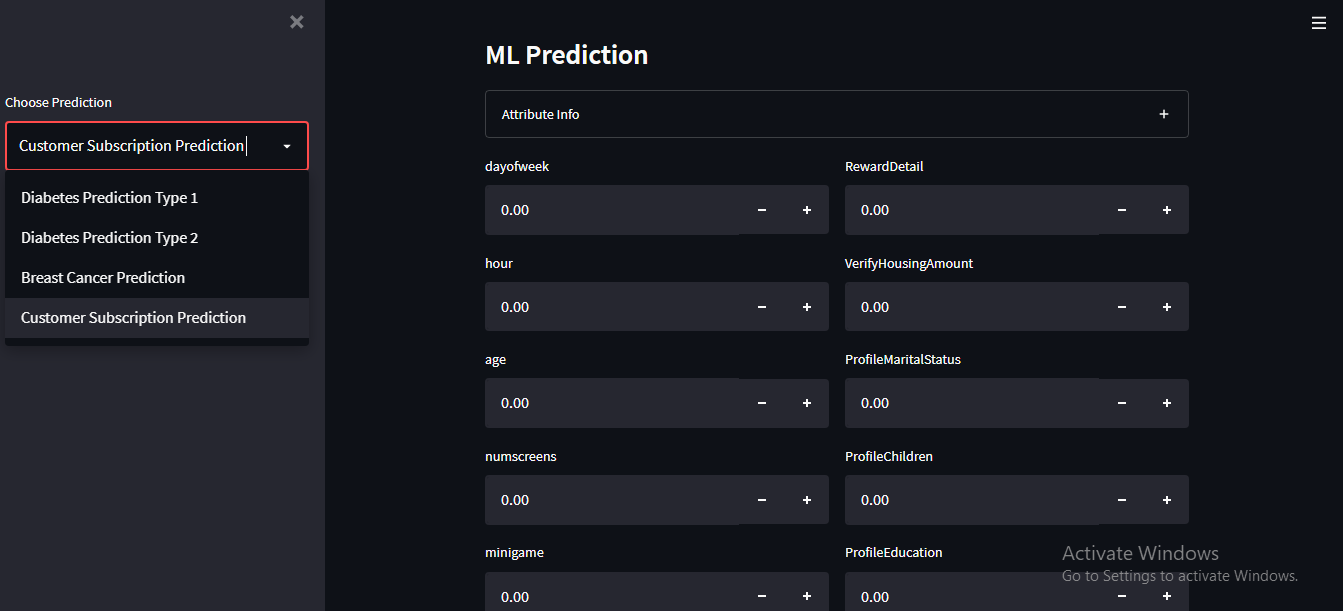 Choose Prediction
Customer Subscription Prediction
Diabetes Prediction Type 1
Diabetes Prediction Type 2
Breast Cancer Prediction
Customer Subscription Prediction
ML Prediction
Attribute Info
dayofweek
0.00
RewardDetail
0.00
hour
0.00
VerifyHousingAmount
0.00
age
0.00
ProfileMaritalStatus
0.00
numscreens
0.00
ProfileChildren
0.00
minigame
0.00
ProfileEducation
0.00
Activate Windows
Go to Settings to activate Windows.